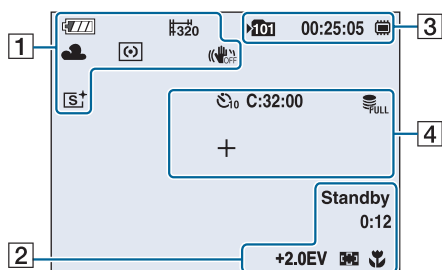 1
320
101 00:25:05
3
OFF
S+
10 C:32:00
FULL
4
Standby
0:12
2
+2.0EV